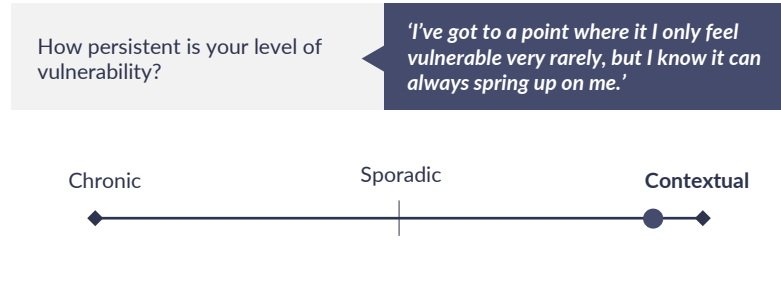 How persistent is your level of
vulnerability?
‘I’ve got to a point where it I only feel
vulnerable very rarely, but I know it can
always spring up on me.’
Chronic
Sporadic
Contextual